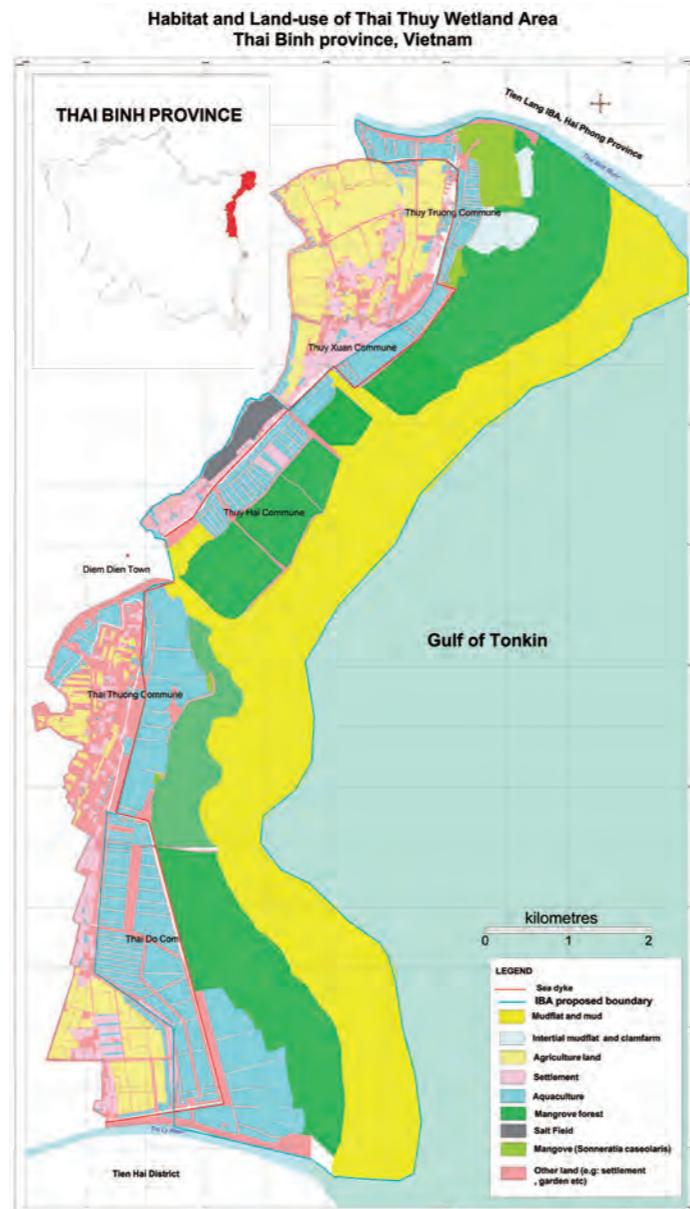 Habitat and Land-use of Thai Thuy Wetland Area
Thai Binh province, Vietnam
THAI BINH PROVINCE
Tien Lang IBA, Hai Phong Province
Thuy Truong Commune
Thuy Xuan Commune
Thuy Hai Commune
Diem Dien Town
Gulf of Tonkin
Thai Thuong Commune
Thai Do Com
kilometres
0 1 2
LEGEND
Sea dyke
IBA proposed boundary
Mudflat and mud
Intertial mudflat and clamfarm
Agriculture land
Settlement
Aquaculture
Mangrove forest
Salt Field
Mangove (Sonneratia caseolaris)
Other land (e.g: settlement
, garden etc)
Tien Hai District